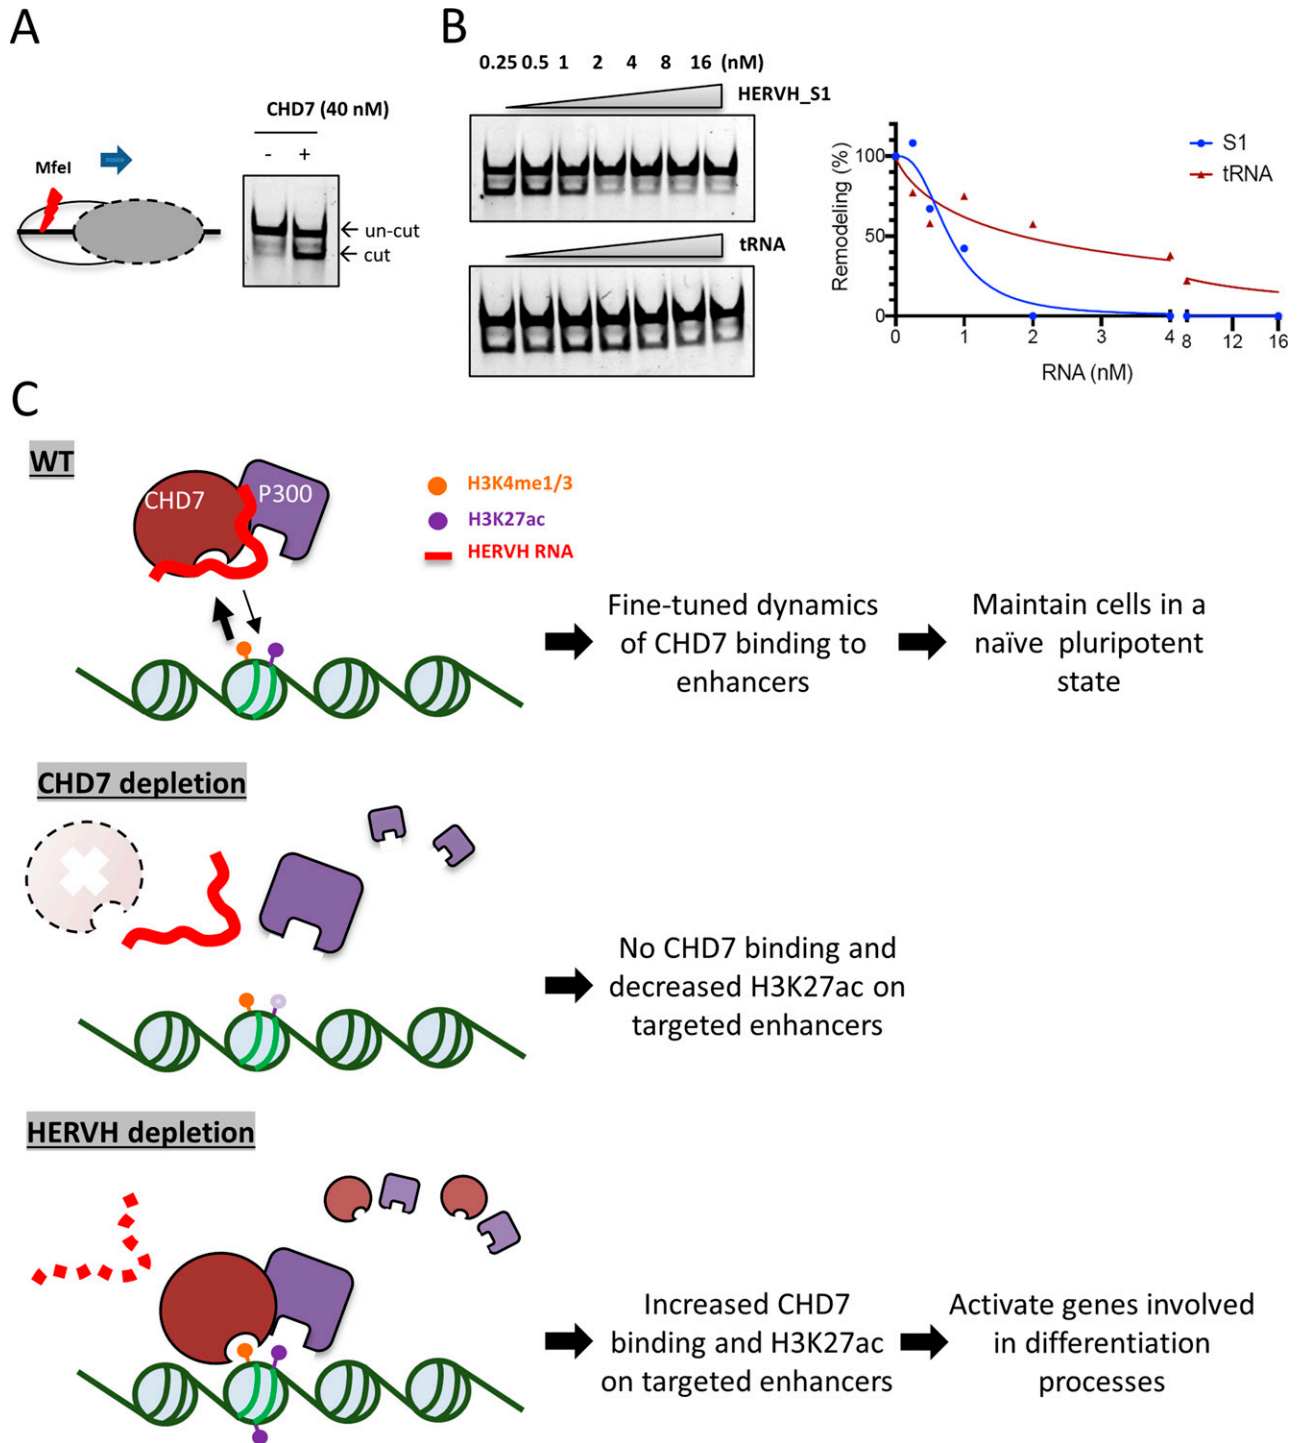 A
CHD7 (40 nM)
- +
MfeI
un-cut
cut
B
0.25 0.5 1 2 4 8 16 (nM)
HERVH_S1
tRNA
S1
tRNA
Remodeling (%)
100
50
0
0 1 2 3 4 8 12 16
RNA (nM)
C
WT
CHD7
P300
H3K4me1/3
H3K27ac
HERVH RNA
Fine-tuned dynamics
of CHD7 binding to
enhancers
Maintain cells in a
naïve pluripotent
state
CHD7 depletion
No CHD7 binding and
decreased H3K27ac on
targeted enhancers
HERVH depletion
Increased CHD7
binding and H3K27ac
on targeted enhancers
Activate genes involved
in differentiation
processes